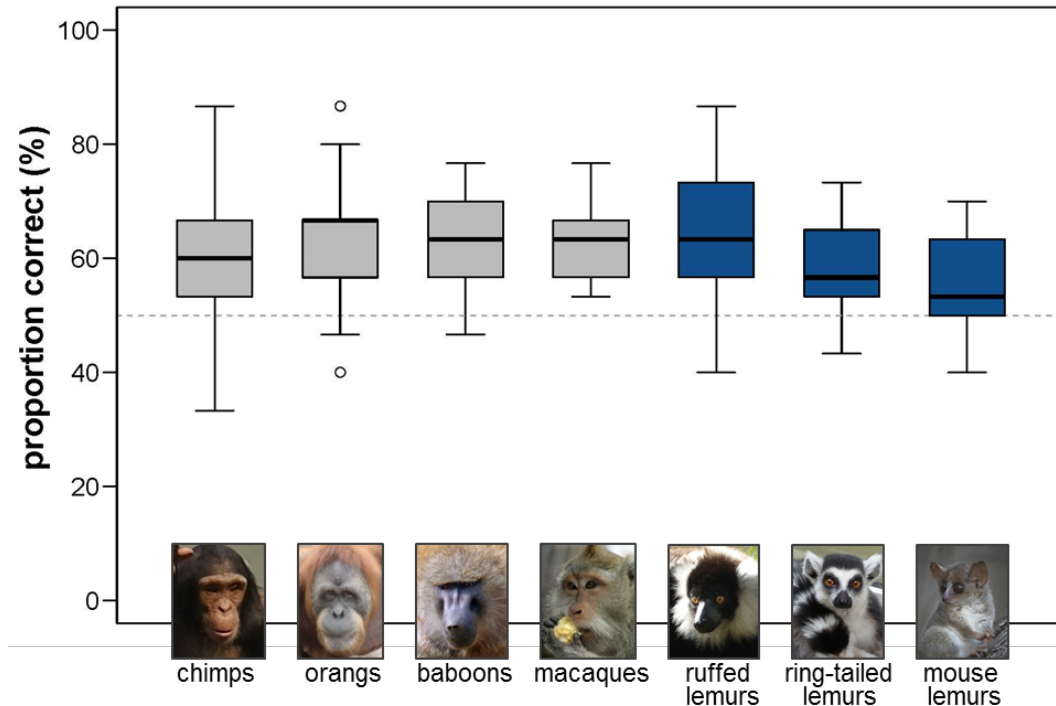 proportion correct (%)
100
80
60
40
20
0
chimps
orangs
baboons
macaques
ruffed
lemurs
ring-tailed
lemurs
mouse
lemurs